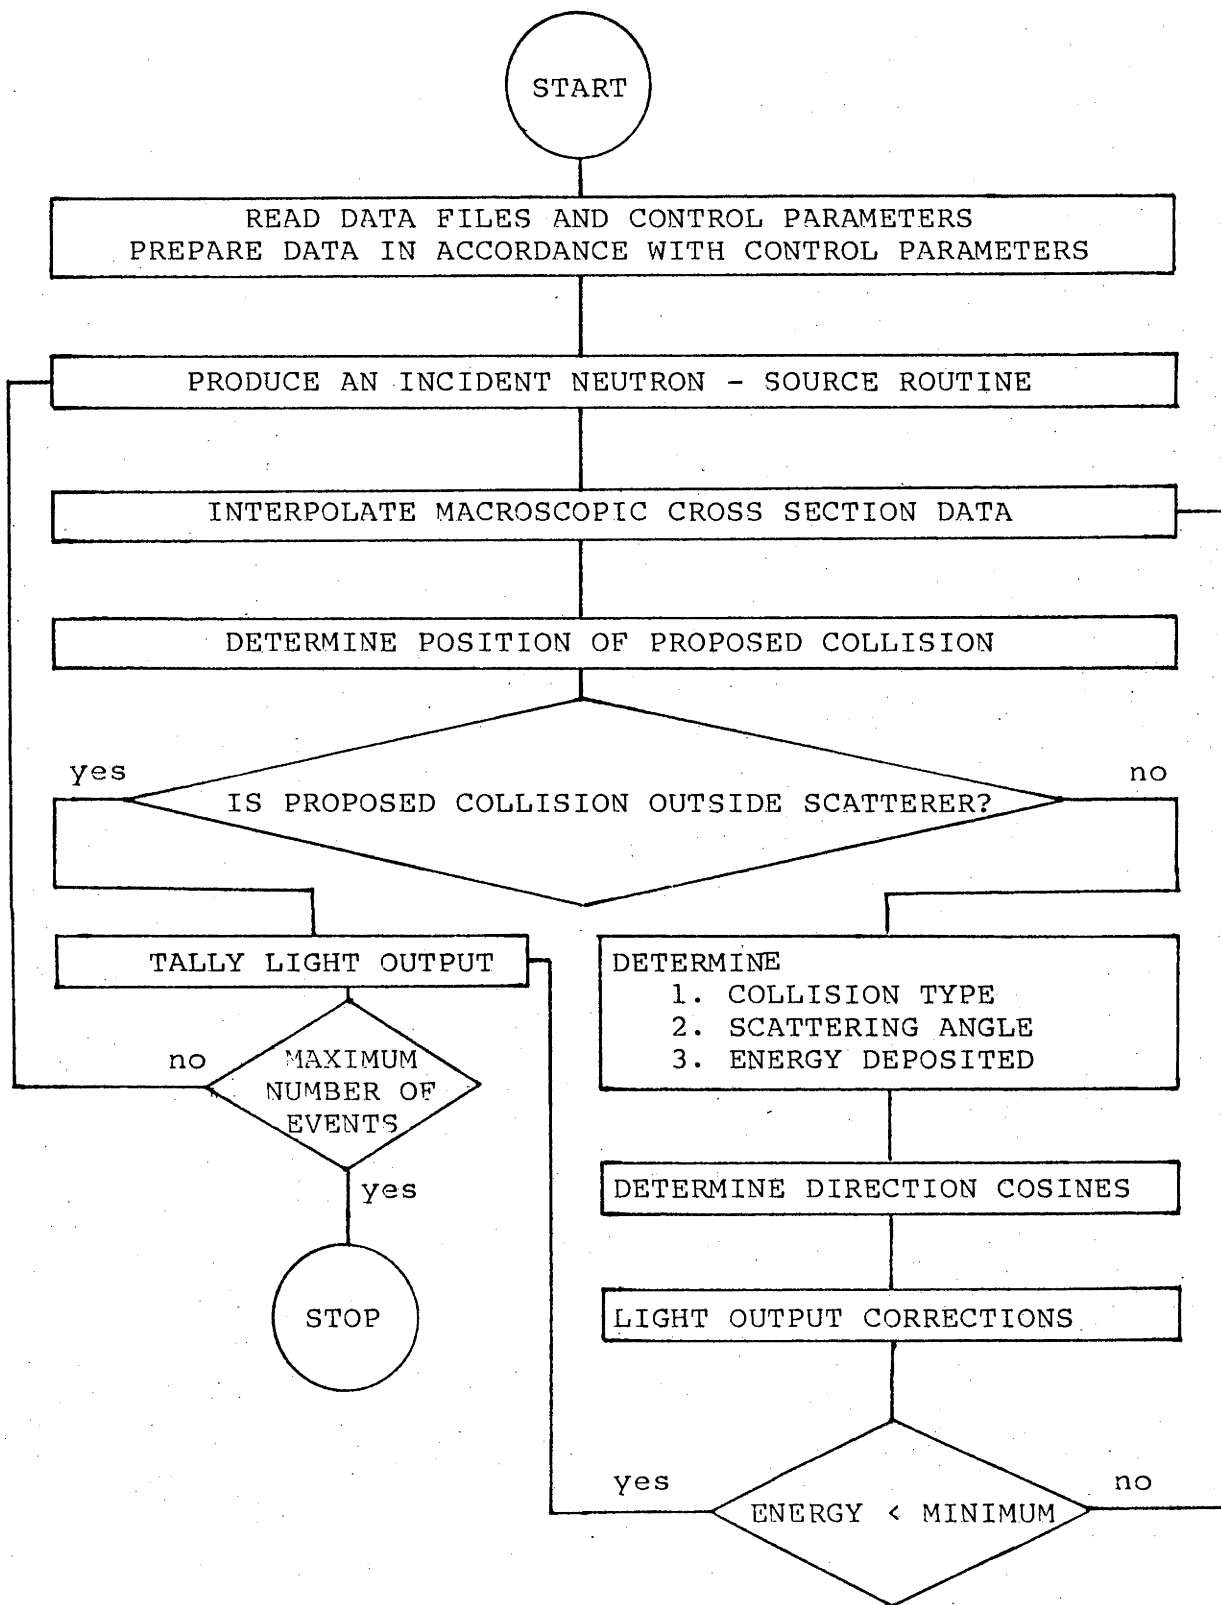 START
READ DATA FILES AND CONTROL PARAMETERS
PREPARE DATA IN ACCORDANCE WITH CONTROL PARAMETERS
PRODUCE AN INCIDENT NEUTRON - SOURCE ROUTINE
INTERPOLATE MACROSCOPIC CROSS SECTION DATA
DETERMINE POSITION OF PROPOSED COLLISION
yes
no
IS PROPOSED COLLISION OUTSIDE SCATTERER?
TALLY LIGHT OUTPUT
no
MAXIMUM
NUMBER OF
EVENTS
yes
STOP
DETERMINE
1. COLLISION TYPE
2. SCATTERING ANGLE
3. ENERGY DEPOSITED
DETERMINE DIRECTION COSINES
LIGHT OUTPUT CORRECTIONS
yes
no
ENERGY < MINIMUM